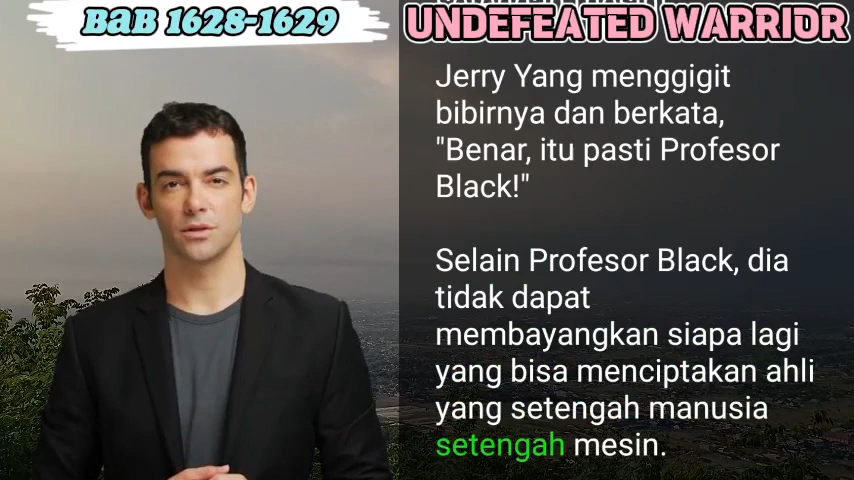 BAB 1628-1629
UNDEFEATED WARRIOR
Jerry Yang menggigit
bibirnya dan berkata,
"Benar, itu pasti Profesor
Black!"
Selain Profesor Black, dia
tidak dapat
membayangkan siapa lagi
yang bisa menciptakan ahli
yang setengah manusia
setengah mesin.